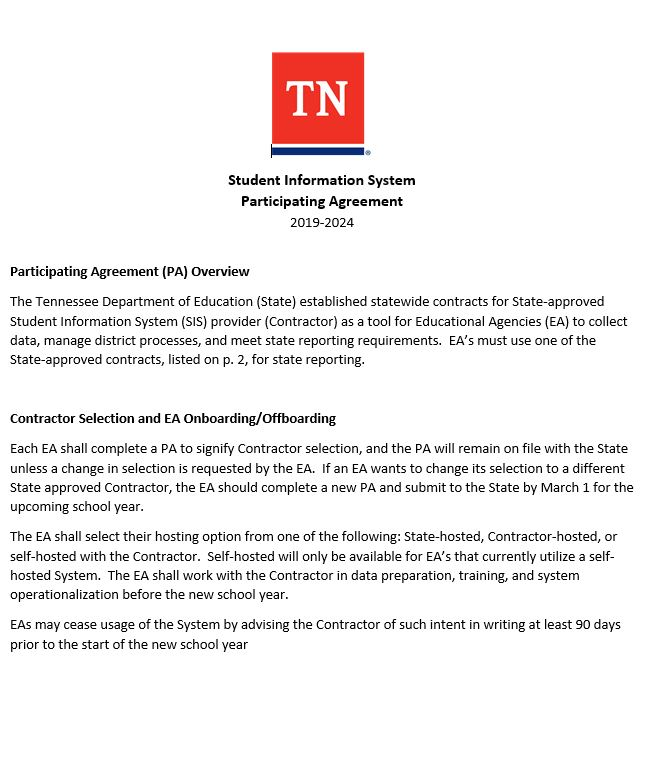 TN
®
Student Information System
Participating Agreement
2019-2024
Participating Agreement (PA) Overview
The Tennessee Department of Education (State) established statewide contracts for State-approved
Student Information System (SIS) provider (Contractor) as a tool for Educational Agencies (EA) to collect
data, manage district processes, and meet state reporting requirements.  EA’s must use one of the
State-approved contracts, listed on p. 2, for state reporting.
Contractor Selection and EA Onboarding/Offboarding
Each EA shall complete a PA to signify Contractor selection, and the PA will remain on file with the State
unless a change in selection is requested by the EA.  If an EA wants to change its selection to a different
State approved Contractor, the EA should complete a new PA and submit to the State by March 1 for the
upcoming school year.
The EA shall select their hosting option from one of the following: State-hosted, Contractor-hosted, or
self-hosted with the Contractor.  Self-hosted will only be available for EA’s that currently utilize a self-
hosted System.  The EA shall work with the Contractor in data preparation, training, and system
operationalization before the new school year.
EAs may cease usage of the System by advising the Contractor of such intent in writing at least 90 days
prior to the start of the new school year